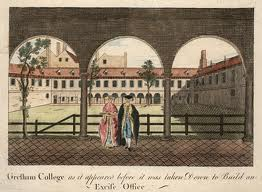 Gresham College as it appeared before it was taken Down to Build an
Excise Office